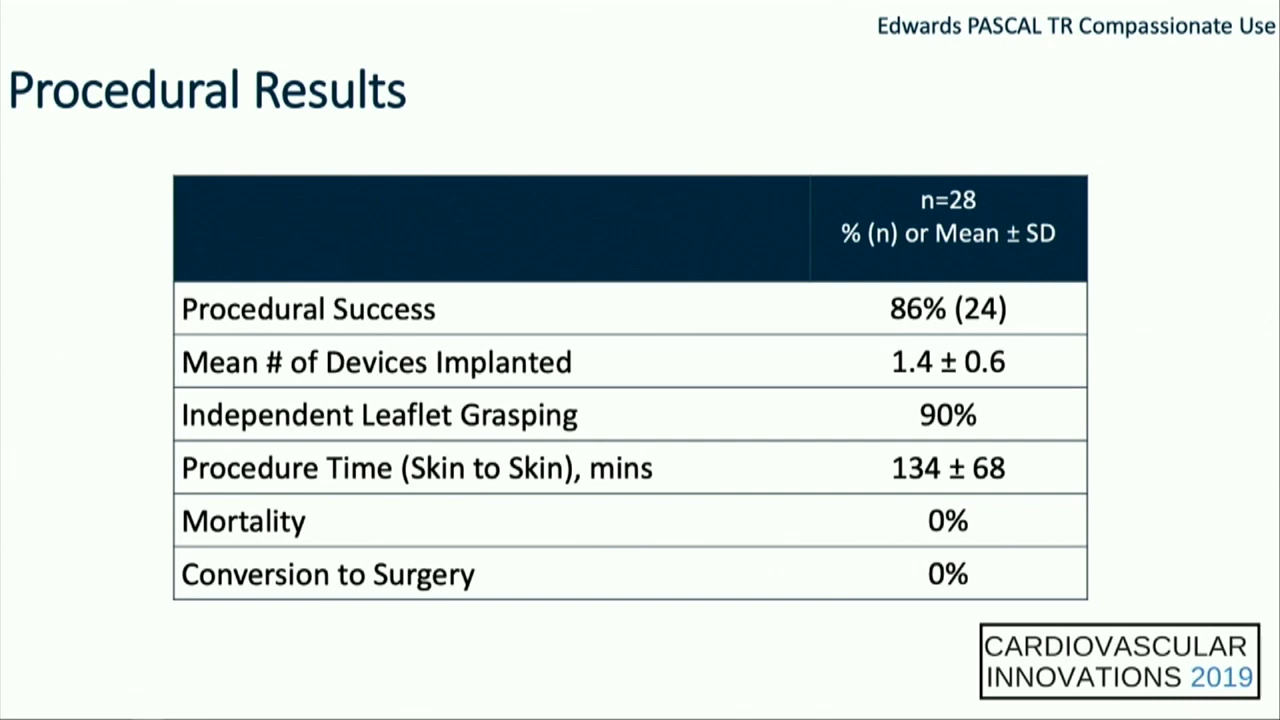 Edwards PASCAL TR Compassionate Use
Procedural Results
n=28
% (n) or Mean ± SD
Procedural Success 86% (24)
Mean # of Devices Implanted 1.4 ± 0.6
Independent Leaflet Grasping 90%
Procedure Time (Skin to Skin), mins 134 ± 68
Mortality 0%
Conversion to Surgery 0%
CARDIOVASCULAR
INNOVATIONS 2019